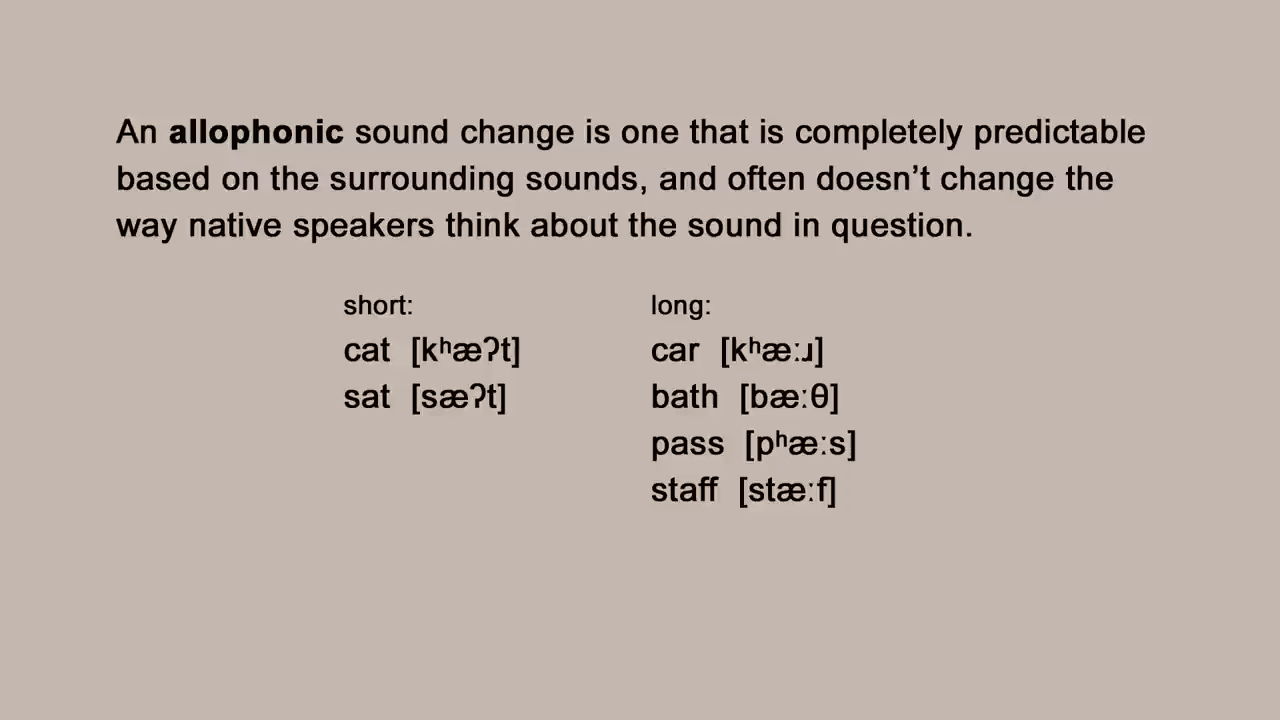 An allophonic sound change is one that is completely predictable
based on the surrounding sounds, and often doesn’t change the
way native speakers think about the sound in question.
short:
cat [kʰæʔt]
sat [sæʔt]
long:
car [kʰæːɹ]
bath [bæːθ]
pass [pʰæːs]
staff [stæːf]